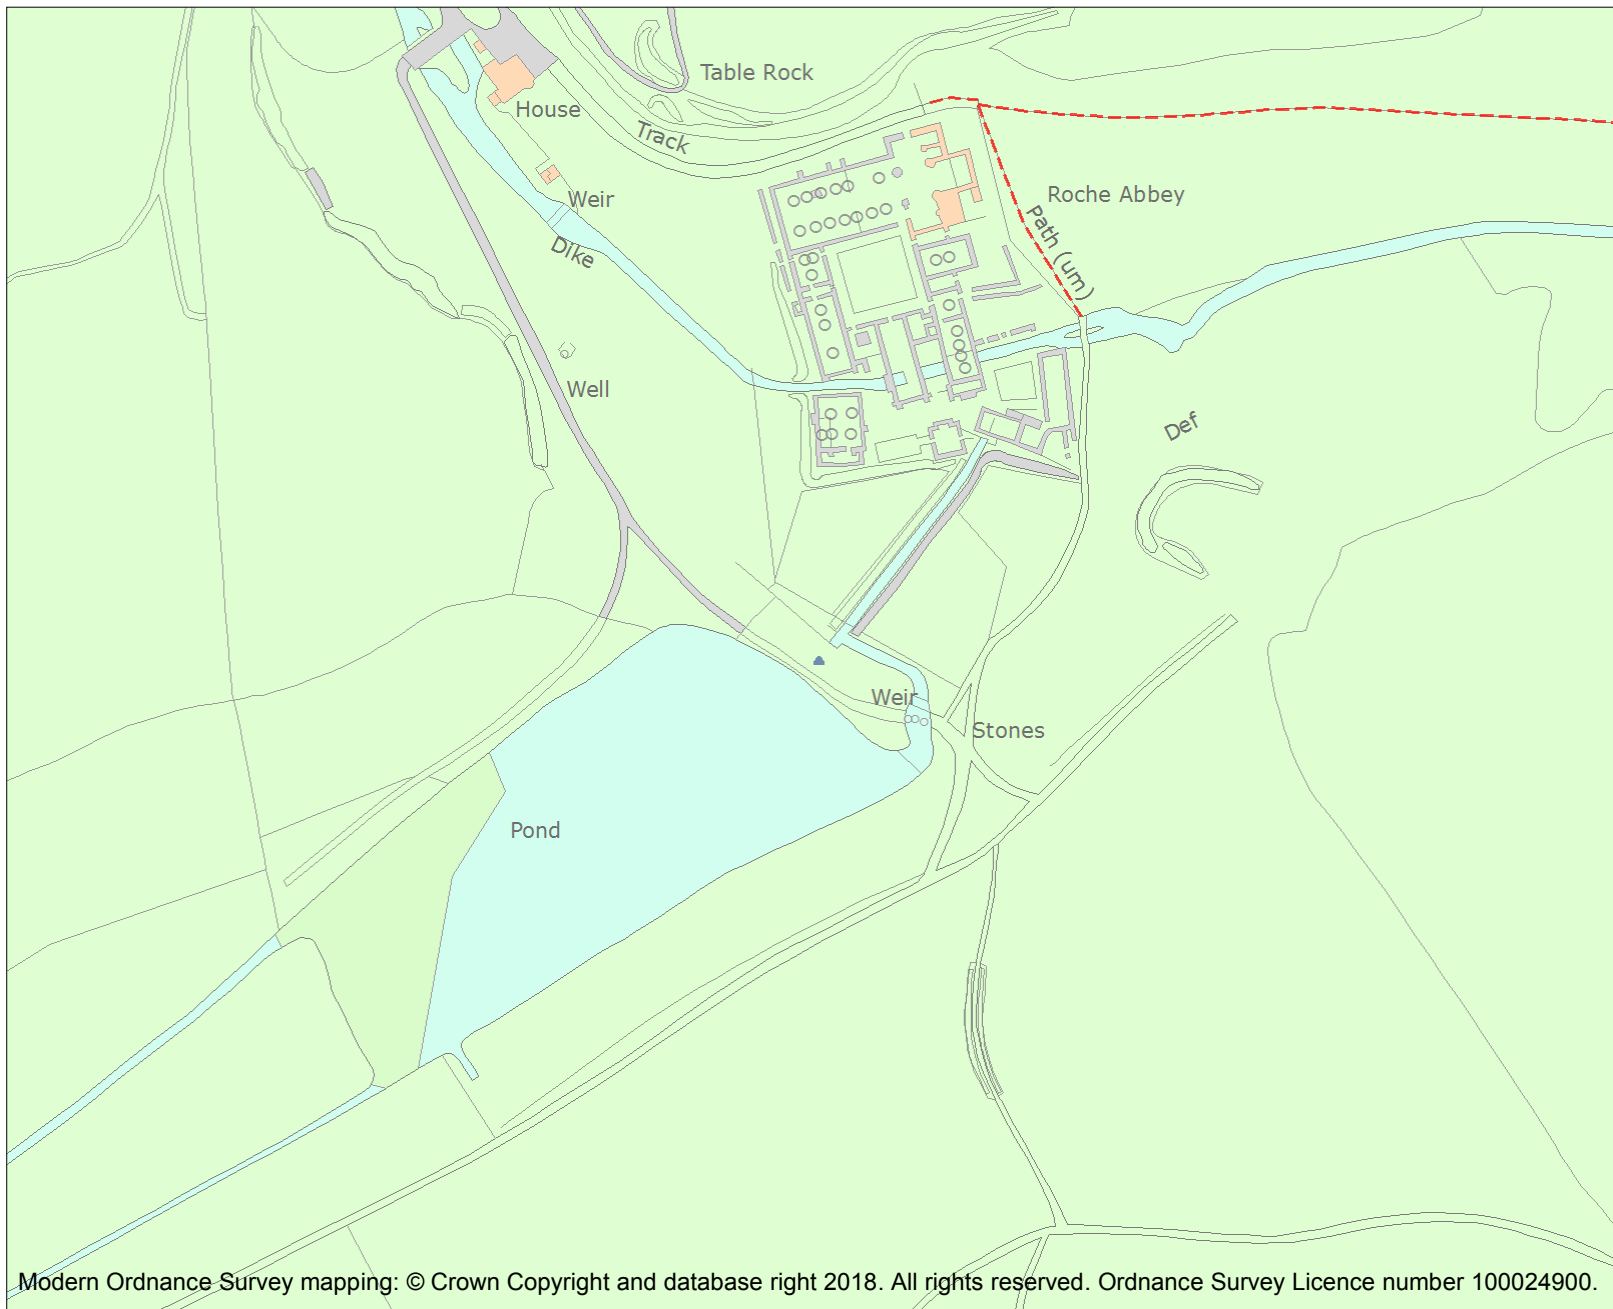 Table Rock
House
Track
Weir
Roche Abbey
Path (um)
Dike
Well
Def
Weir
Stones
Pond
Modern Ordnance Survey mapping: © Crown Copyright and database right 2018. All rights reserved. Ordnance Survey Licence number 100024900.